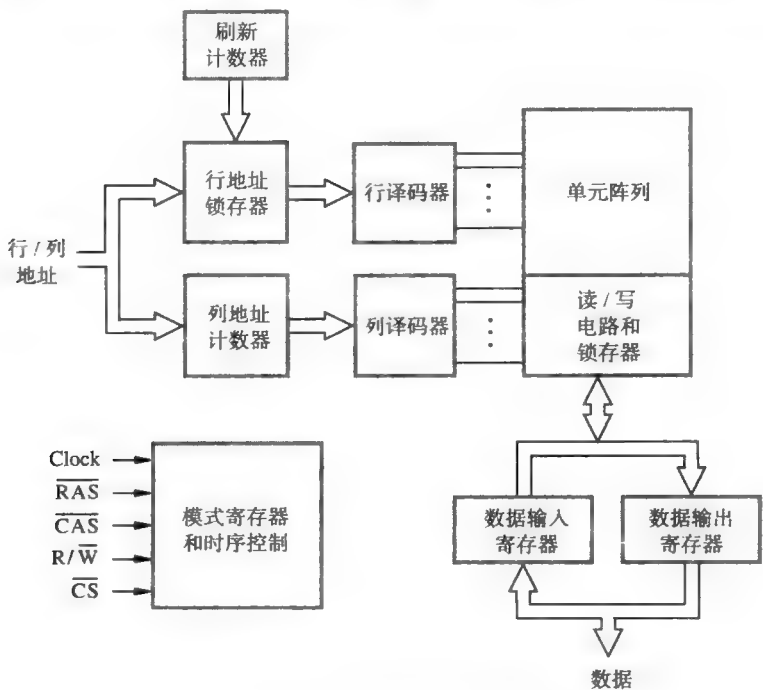 刷新
计数器
行地址
锁存器
行译码器
单元阵列
行/列
地址
列地址
计数器
列译码器
读/写
电路和
锁存器
Clock
R̅A̅S̅
C̅A̅S̅
R/W̅
C̅S̅
模式寄存器
和时序控制
数据输入
寄存器
数据输出
寄存器
数据